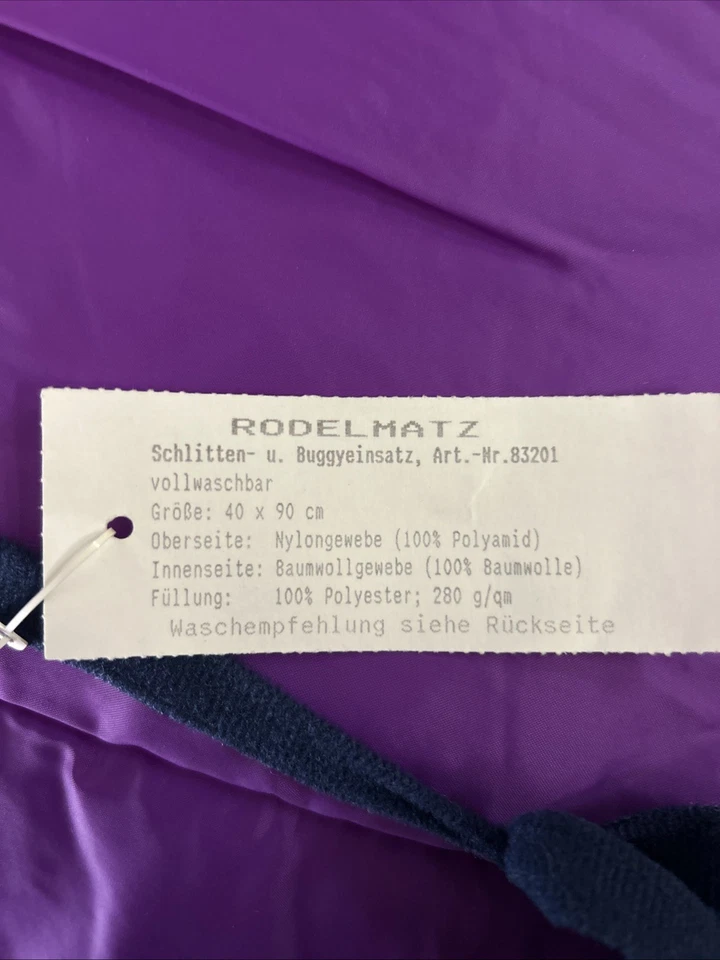 RODELMATZ
Schlitten- u. Buggyeinsatz, Art.-Nr.83201
vollwaschbar
Größe: 40 x 90 cm
Oberseite: Nylongewebe (100% Polyamid)
Innenseite: Baumwollgewebe (100% Baumwolle)
Füllung: 100% Polyester; 280 g/qm
Waschempfehlung siehe Rückseite